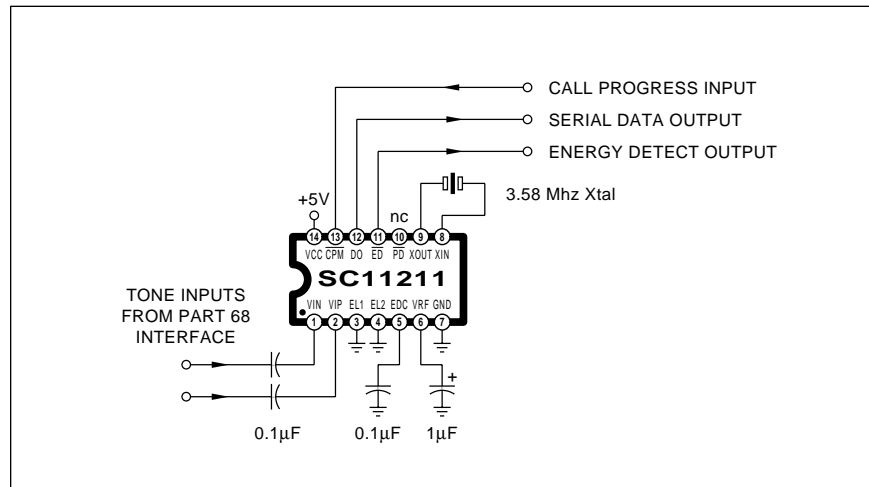 CALL PROGRESS INPUT
SERIAL DATA OUTPUT
ENERGY DETECT OUTPUT
3.58 Mhz Xtal
+5V
nc
14 13 12 11 10 9 8
VCC CPM DO ED PD XOUT XIN
SC11211
VIN VIP EL1 EL2 EDC VRF GND
1 2 3 4 5 6 7
TONE INPUTS
FROM PART 68
INTERFACE
+
0.1µF 0.1µF 1µF